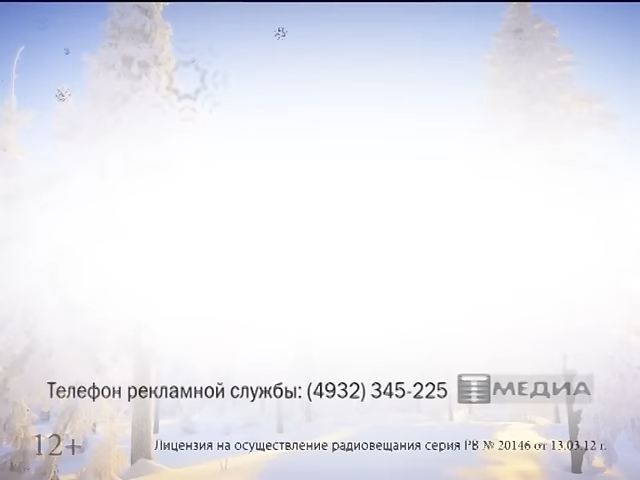 Телефон рекламной службы: (4932) 345-225 МЕДИА
12+ Лицензия на осуществление радиовещания серия РВ № 20146 от 13.03.12 г.